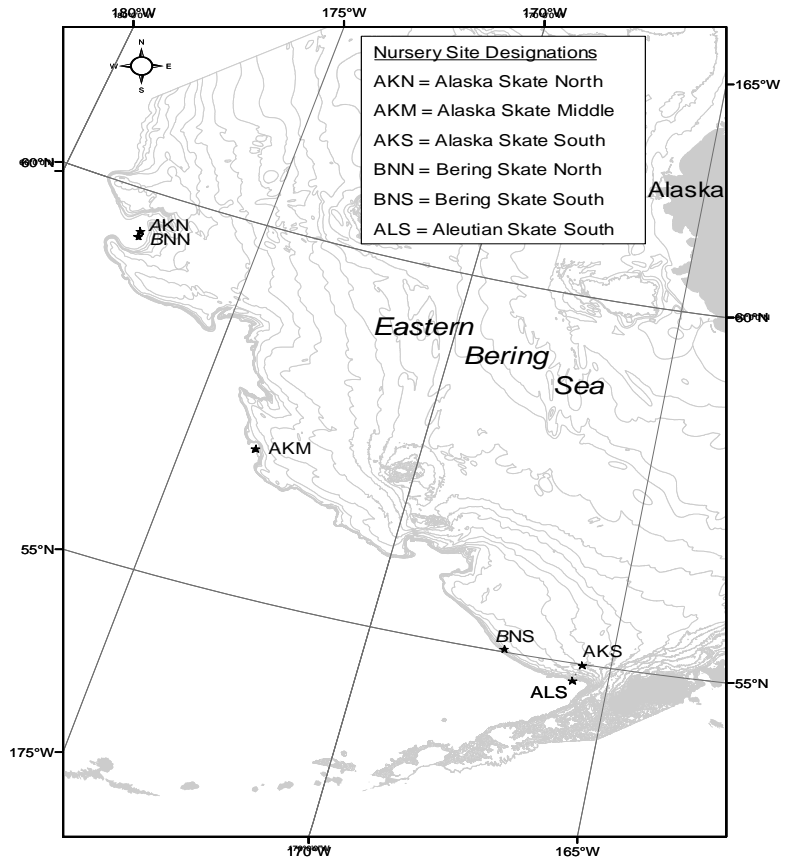 180°W
175°W
170°W
N
W E
S
Nursery Site Designations
AKN = Alaska Skate North
AKM = Alaska Skate Middle
AKS = Alaska Skate South
BNN = Bering Skate North
BNS = Bering Skate South
ALS = Aleutian Skate South
165°W
60°N
Alaska
AKN
BNN
60°N
Eastern
Bering
Sea
AKM
55°N
BNS
AKS
ALS
55°N
175°W
170°W
165°W